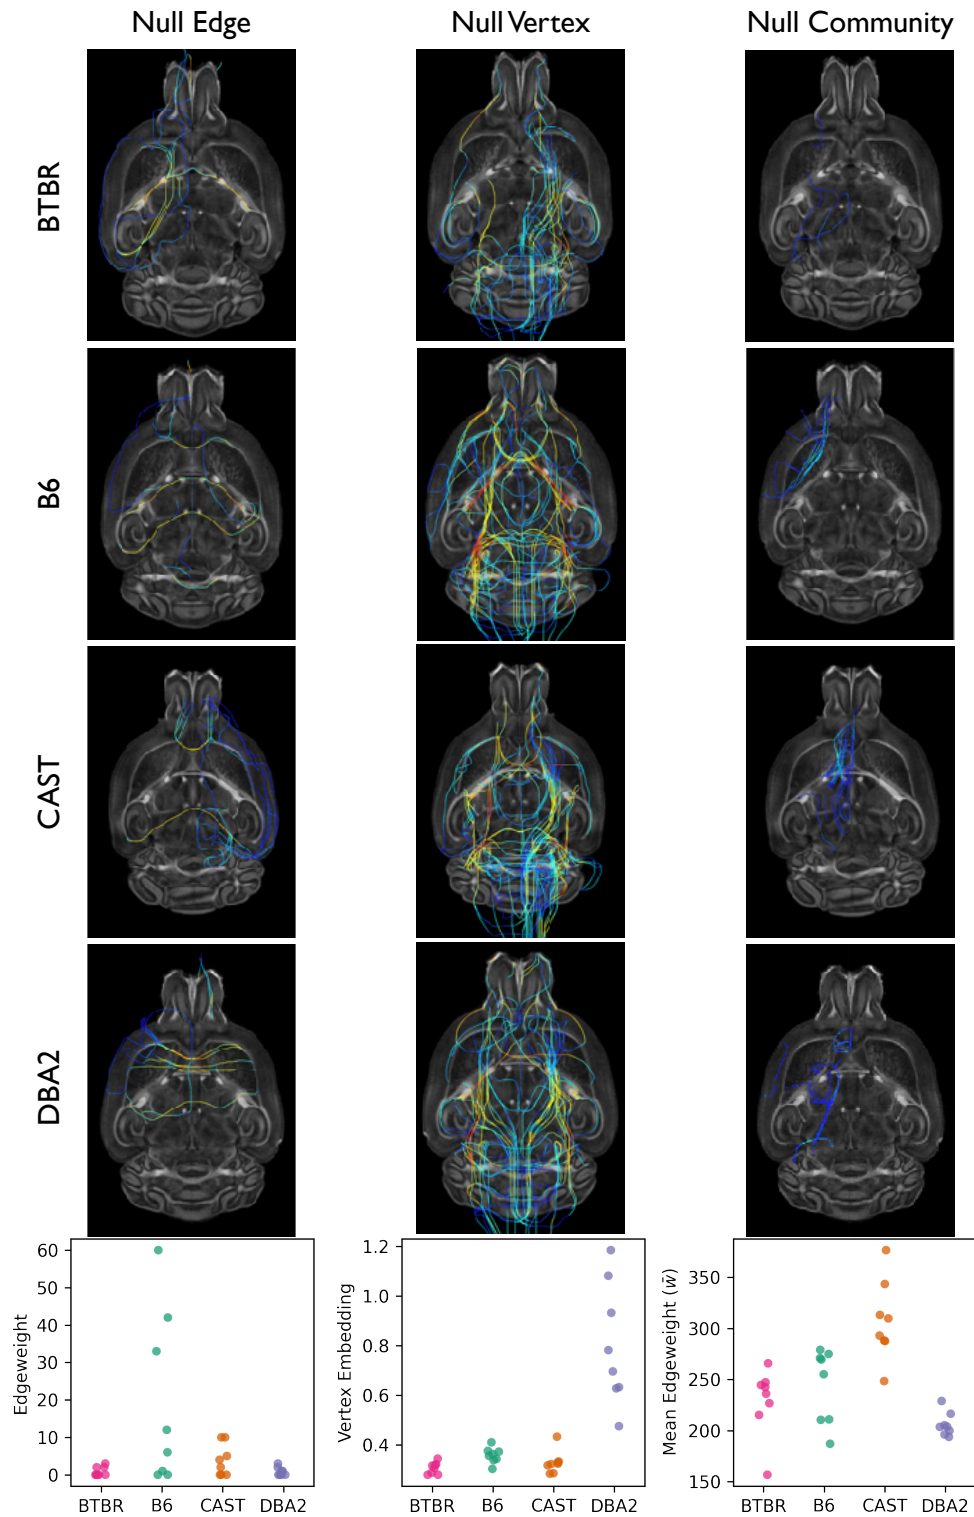 Null Edge Null Vertex Null Community
BTBR
B6
CAST
DBA2
Edgeweight
60
50
40
30
20
10
0
BTBR B6 CAST DBA2
Vertex Embedding
1.2
1.0
0.8
0.6
0.4
BTBR B6 CAST DBA2
Mean Edgeweight (w̄)
350
300
250
200
150
BTBR B6 CAST DBA2